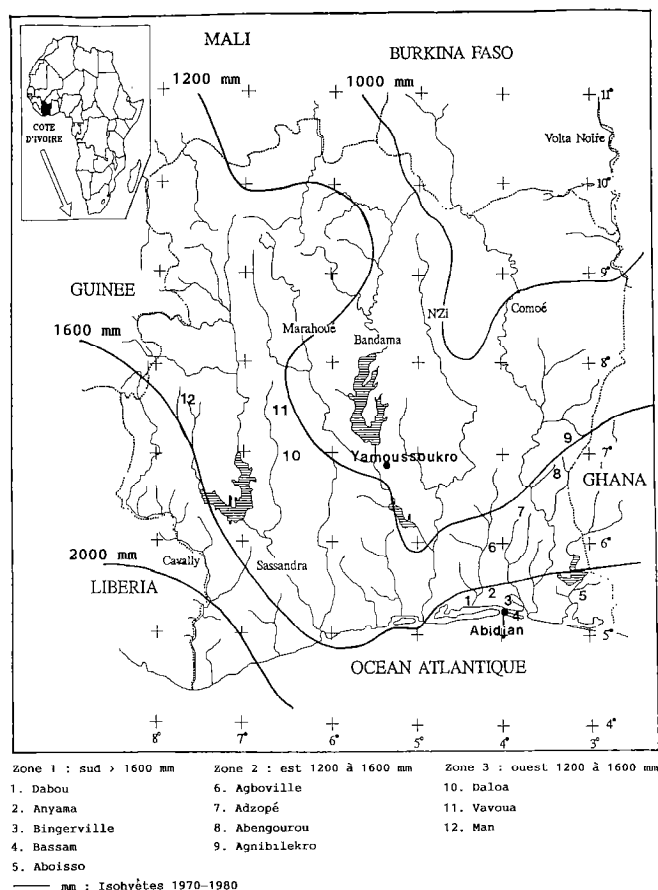 MALI
BURKINA FASO
1200 mm
1000 mm
11°
COTE
D'IVOIRE
Volta Noire
10°
9°
GUINEE
NZi
Comoé
1600 mm
Marahoué
Bandama
8°
12
11
9
10
7°
Yamoussoukro
8
GHANA
7
6
6°
2000 mm
Cavally
Sassandra
LIBERIA
1
2
3
4
5
Abidjan
5°
OCEAN ATLANTIQUE
4°
8°
7°
6°
5°
4°
3°
Zone 1 : sud > 1600 mm
1. Dabou
2. Anyama
3. Bingerville
4. Bassam
5. Aboisso
Zone 2 : est 1200 à 1600 mm
6. Agboville
7. Adzopé
8. Abengourou
9. Agnibilekro
Zone 3 : ouest 1200 à 1600 mm
10. Daloa
11. Vavoua
12. Man
mm : Isohyètes 1970-1980